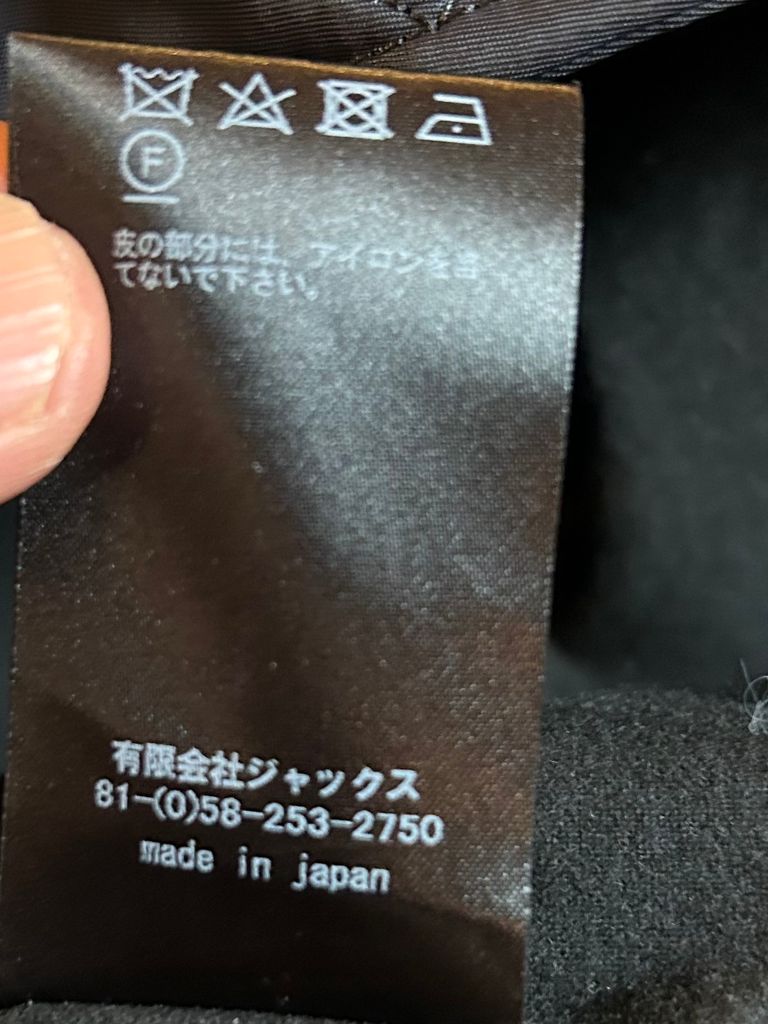 F
皮の部分には、アイロンを当
てないで下さい。
有限会社ジャックス
81-(0)58-253-2750
made in japan